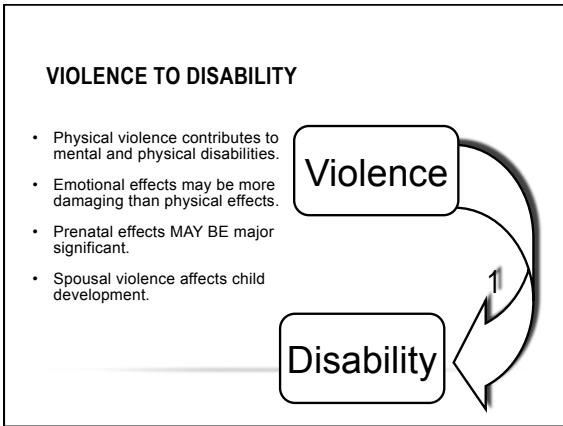 VIOLENCE TO DISABILITY
• Physical violence contributes to
mental and physical disabilities.
• Emotional effects may be more
damaging than physical effects.
• Prenatal effects MAY BE major
significant.
• Spousal violence affects child
development.
Violence
1
Disability